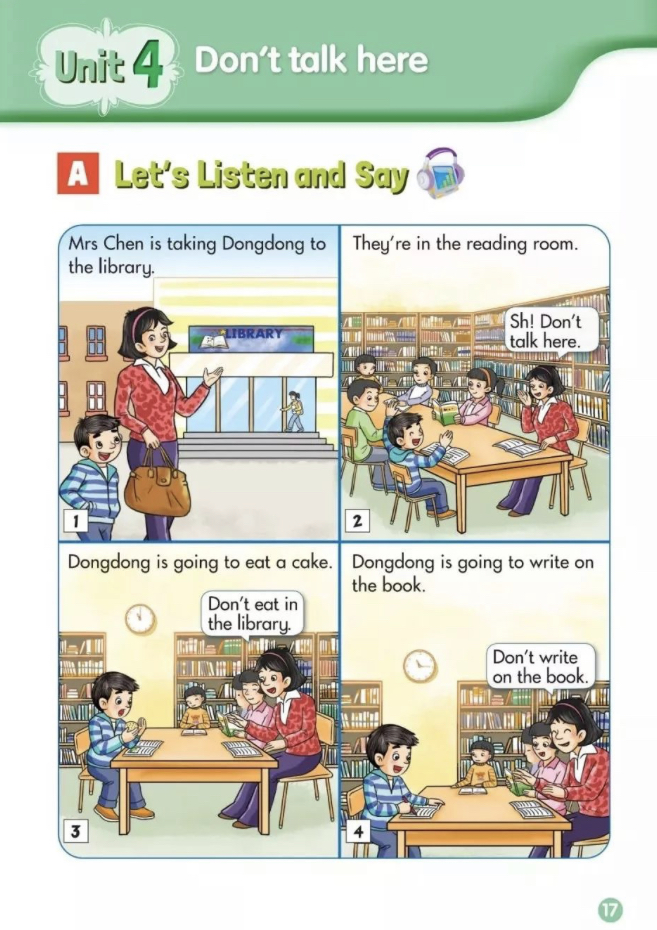 Unit 4 Don't talk here
A Let's Listen and Say
Mrs Chen is taking Dongdong to
the library.
LIBRARY
1
They're in the reading room.
Sh! Don't
talk here.
2
Dongdong is going to eat a cake.
Don't eat in
the library.
3
Dongdong is going to write on
the book.
Don't write
on the book.
4
17